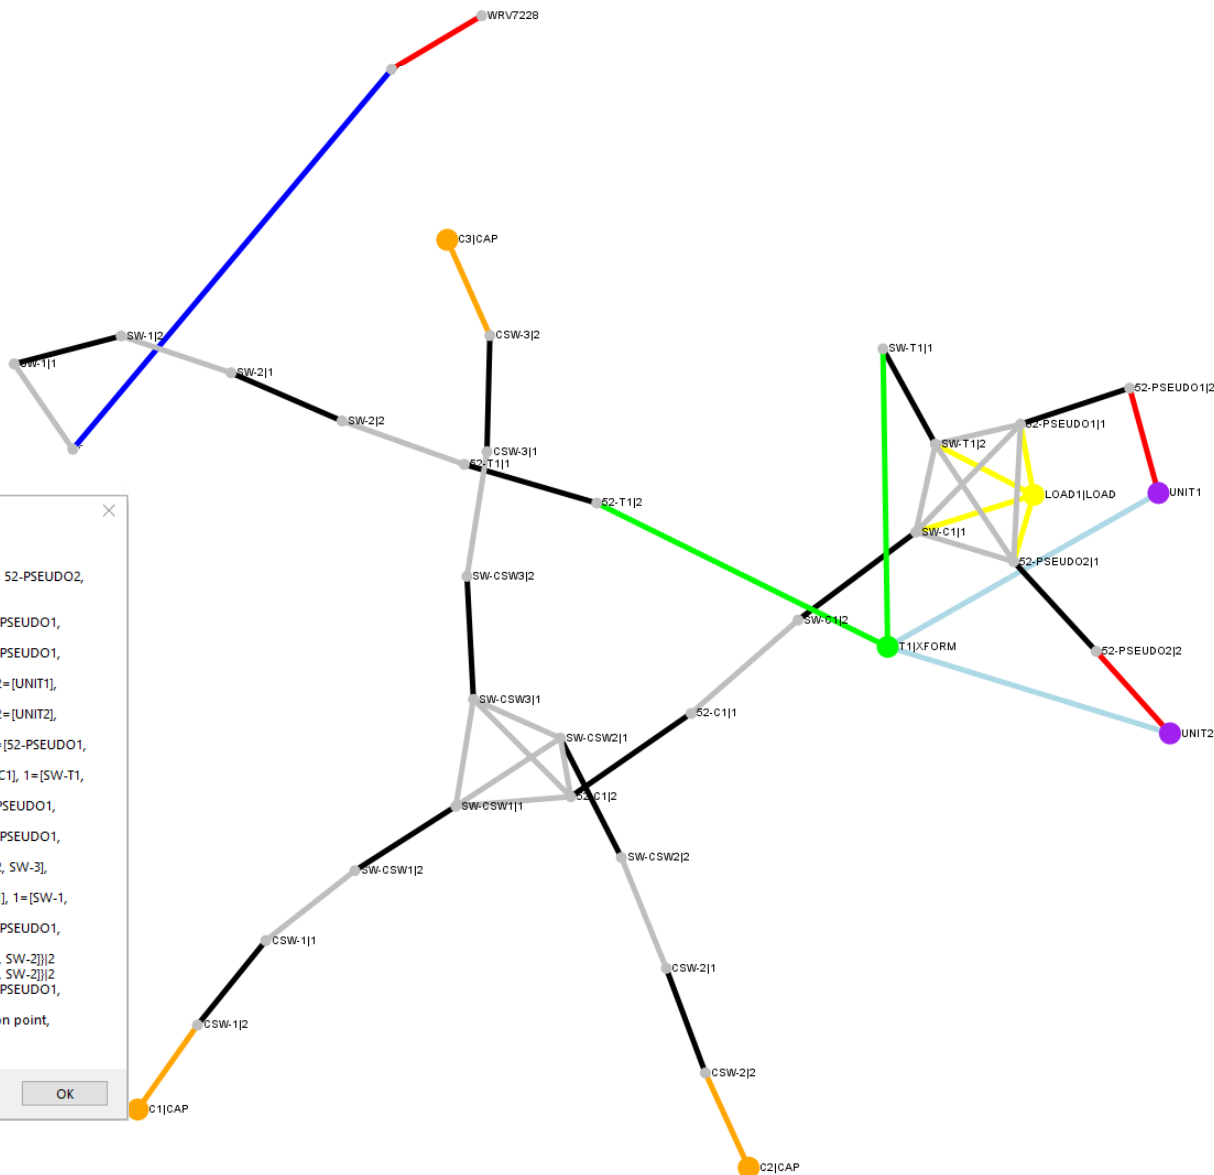 WRV7228
C3|CAP
SW-1|2
CSW-3|2
SW-T1|1
SW-1|1
SW-2|1
52-PSEUDO1|2
SW-2|2
52-PSEUDO1|1
SW-T1|2
CSW-3|1
52-T1|1
52-T1|2
LOAD1|LOAD
UNIT1
SW-C1|1
52-PSEUDO2|1
SW-CSW3|2
SW-C1|2
T1|XFORM
52-PSEUDO2|2
SW-CSW3|1
52-C1|1
UNIT2
SW-CSW2|1
52-C1|2
SW-CSW1|1
SW-CSW2|2
SW-CSW1|2
CSW-1|1
CSW-2|1
CSW-1|2
CSW-2|2
C1|CAP
C2|CAP
52-PSEUDO2,
PSEUDO1,
PSEUDO1,
2=[UNIT1],
2=[UNIT2],
=[52-PSEUDO1,
C1], 1=[SW-T1,
PSEUDO1,
PSEUDO1,
, SW-3],
], 1=[SW-1,
PSEUDO1,
, SW-2]}|2
, SW-2]}|2
PSEUDO1,
on point,
OK